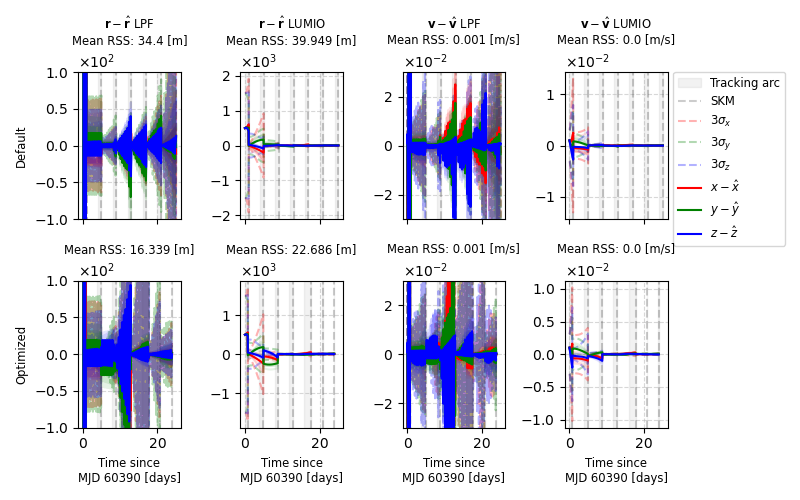 r − r̂ LPF
Mean RSS: 34.4 [m]
r − r̂ LUMIO
Mean RSS: 39.949 [m]
v − v̂ LPF
Mean RSS: 0.001 [m/s]
v − v̂ LUMIO
Mean RSS: 0.0 [m/s]
×10²
×10³
×10⁻²
×10⁻²
Default
1.0
0.5
0.0
−0.5
−1.0
2
1
0
−1
−2
2
0
−2
1
0
−1
Tracking arc
SKM
3σₓ
3σ_y
3σ_z
x − x̂
y − ŷ
z − ẑ
Mean RSS: 16.339 [m]
Mean RSS: 22.686 [m]
Mean RSS: 0.001 [m/s]
Mean RSS: 0.0 [m/s]
×10²
×10³
×10⁻²
×10⁻²
Optimized
1.0
0.5
0.0
−0.5
−1.0
1
0
−1
2
0
−2
1.0
0.5
0.0
−0.5
−1.0
0 20
0 20
0 20
0 20
Time since
MJD 60390 [days]
Time since
MJD 60390 [days]
Time since
MJD 60390 [days]
Time since
MJD 60390 [days]